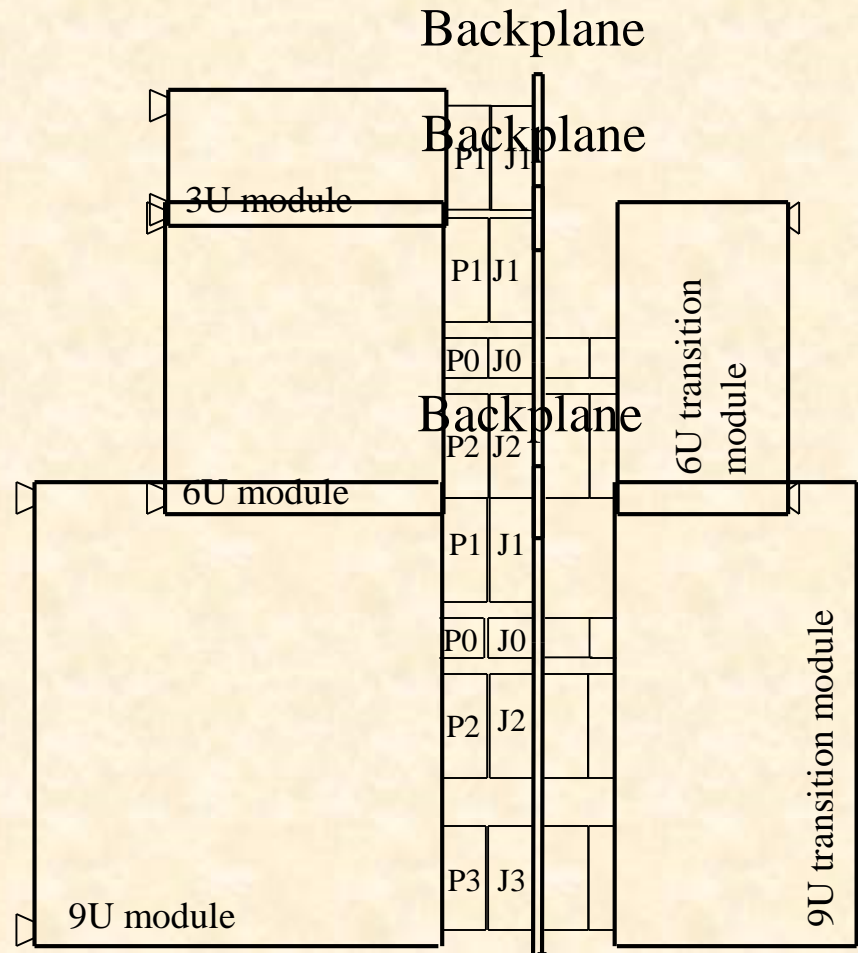 Backplane
Backplane
P1 J1
3U module
P1 J1
P0 J0
6U transition
module
Backplane
P2 J2
6U module
P1 J1
P0 J0
P2 J2
9U transition module
P3 J3
9U module